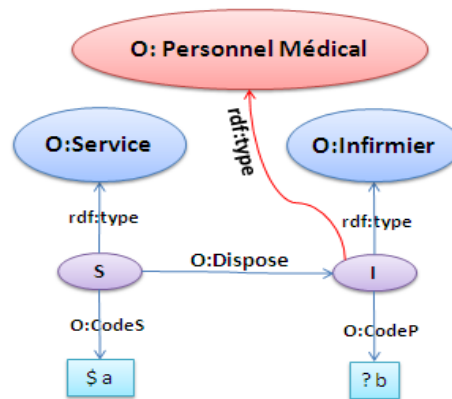 O: Personnel Médical
rdf:type
O:Service
O:Infirmier
rdf:type
rdf:type
O:Dispose
S
I
O:CodeS
O:CodeP
$ a
? b